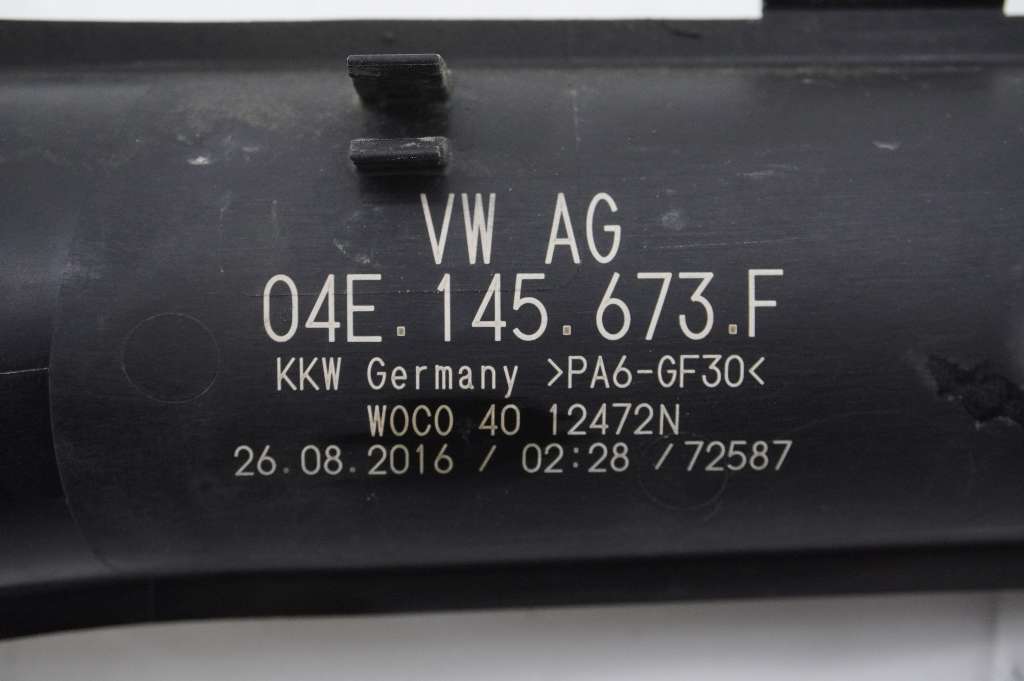 VW AG
04E.145.673.F
KKW Germany >PA6-GF30<
WOCO 40 12472N
26.08.2016 / 02:28 /72587